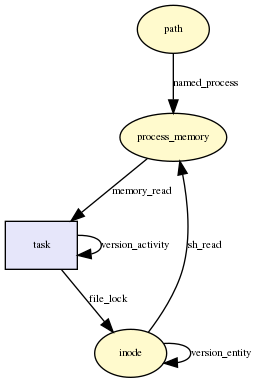 path
named_process
process_memory
memory_read
task
version_activity
sh_read
file_lock
inode
version_entity